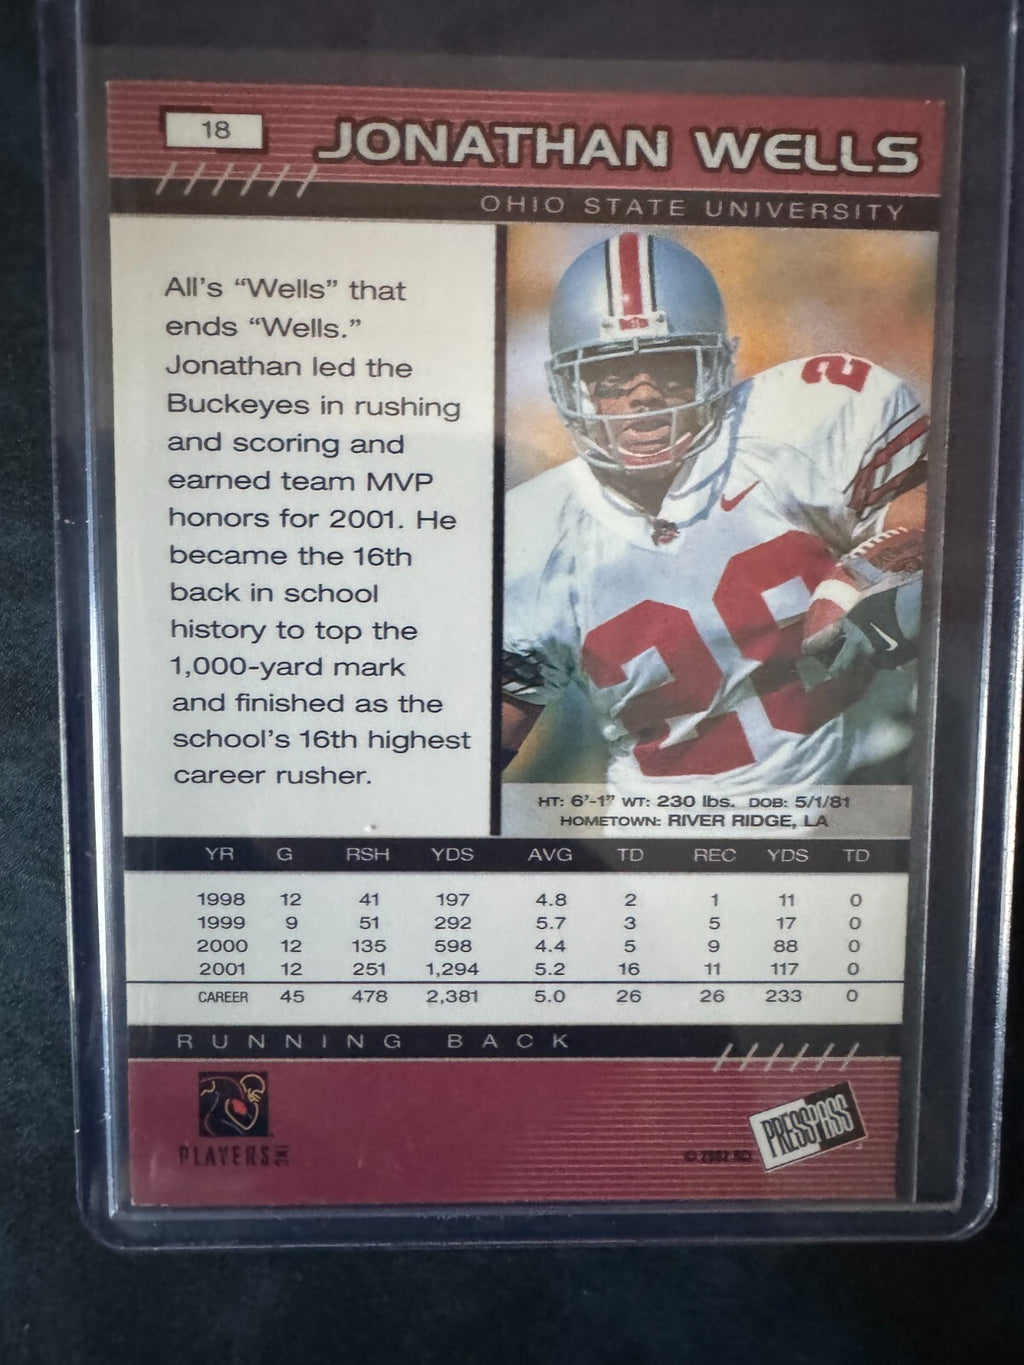 18
JONATHAN WELLS
OHIO STATE UNIVERSITY
All's “Wells” that
ends “Wells.”
Jonathan led the
Buckeyes in rushing
and scoring and
earned team MVP
honors for 2001. He
became the 16th
back in school
history to top the
1,000-yard mark
and finished as the
school's 16th highest
career rusher.
2
28
HT: 6’-1” WT: 230 lbs. DOB: 5/1/81
HOMETOWN: RIVER RIDGE, LA
YR G RSH YDS AVG TD REC YDS TD
1998 12 41 197 4.8 2 1 11 0
1999 9 51 292 5.7 3 5 17 0
2000 12 135 598 4.4 5 9 88 0
2001 12 251 1,294 5.2 16 11 117 0
CAREER 45 478 2,381 5.0 26 26 233 0
RUNNING BACK
PLAYERS INC
PRESS PASS
© 2002 RCI